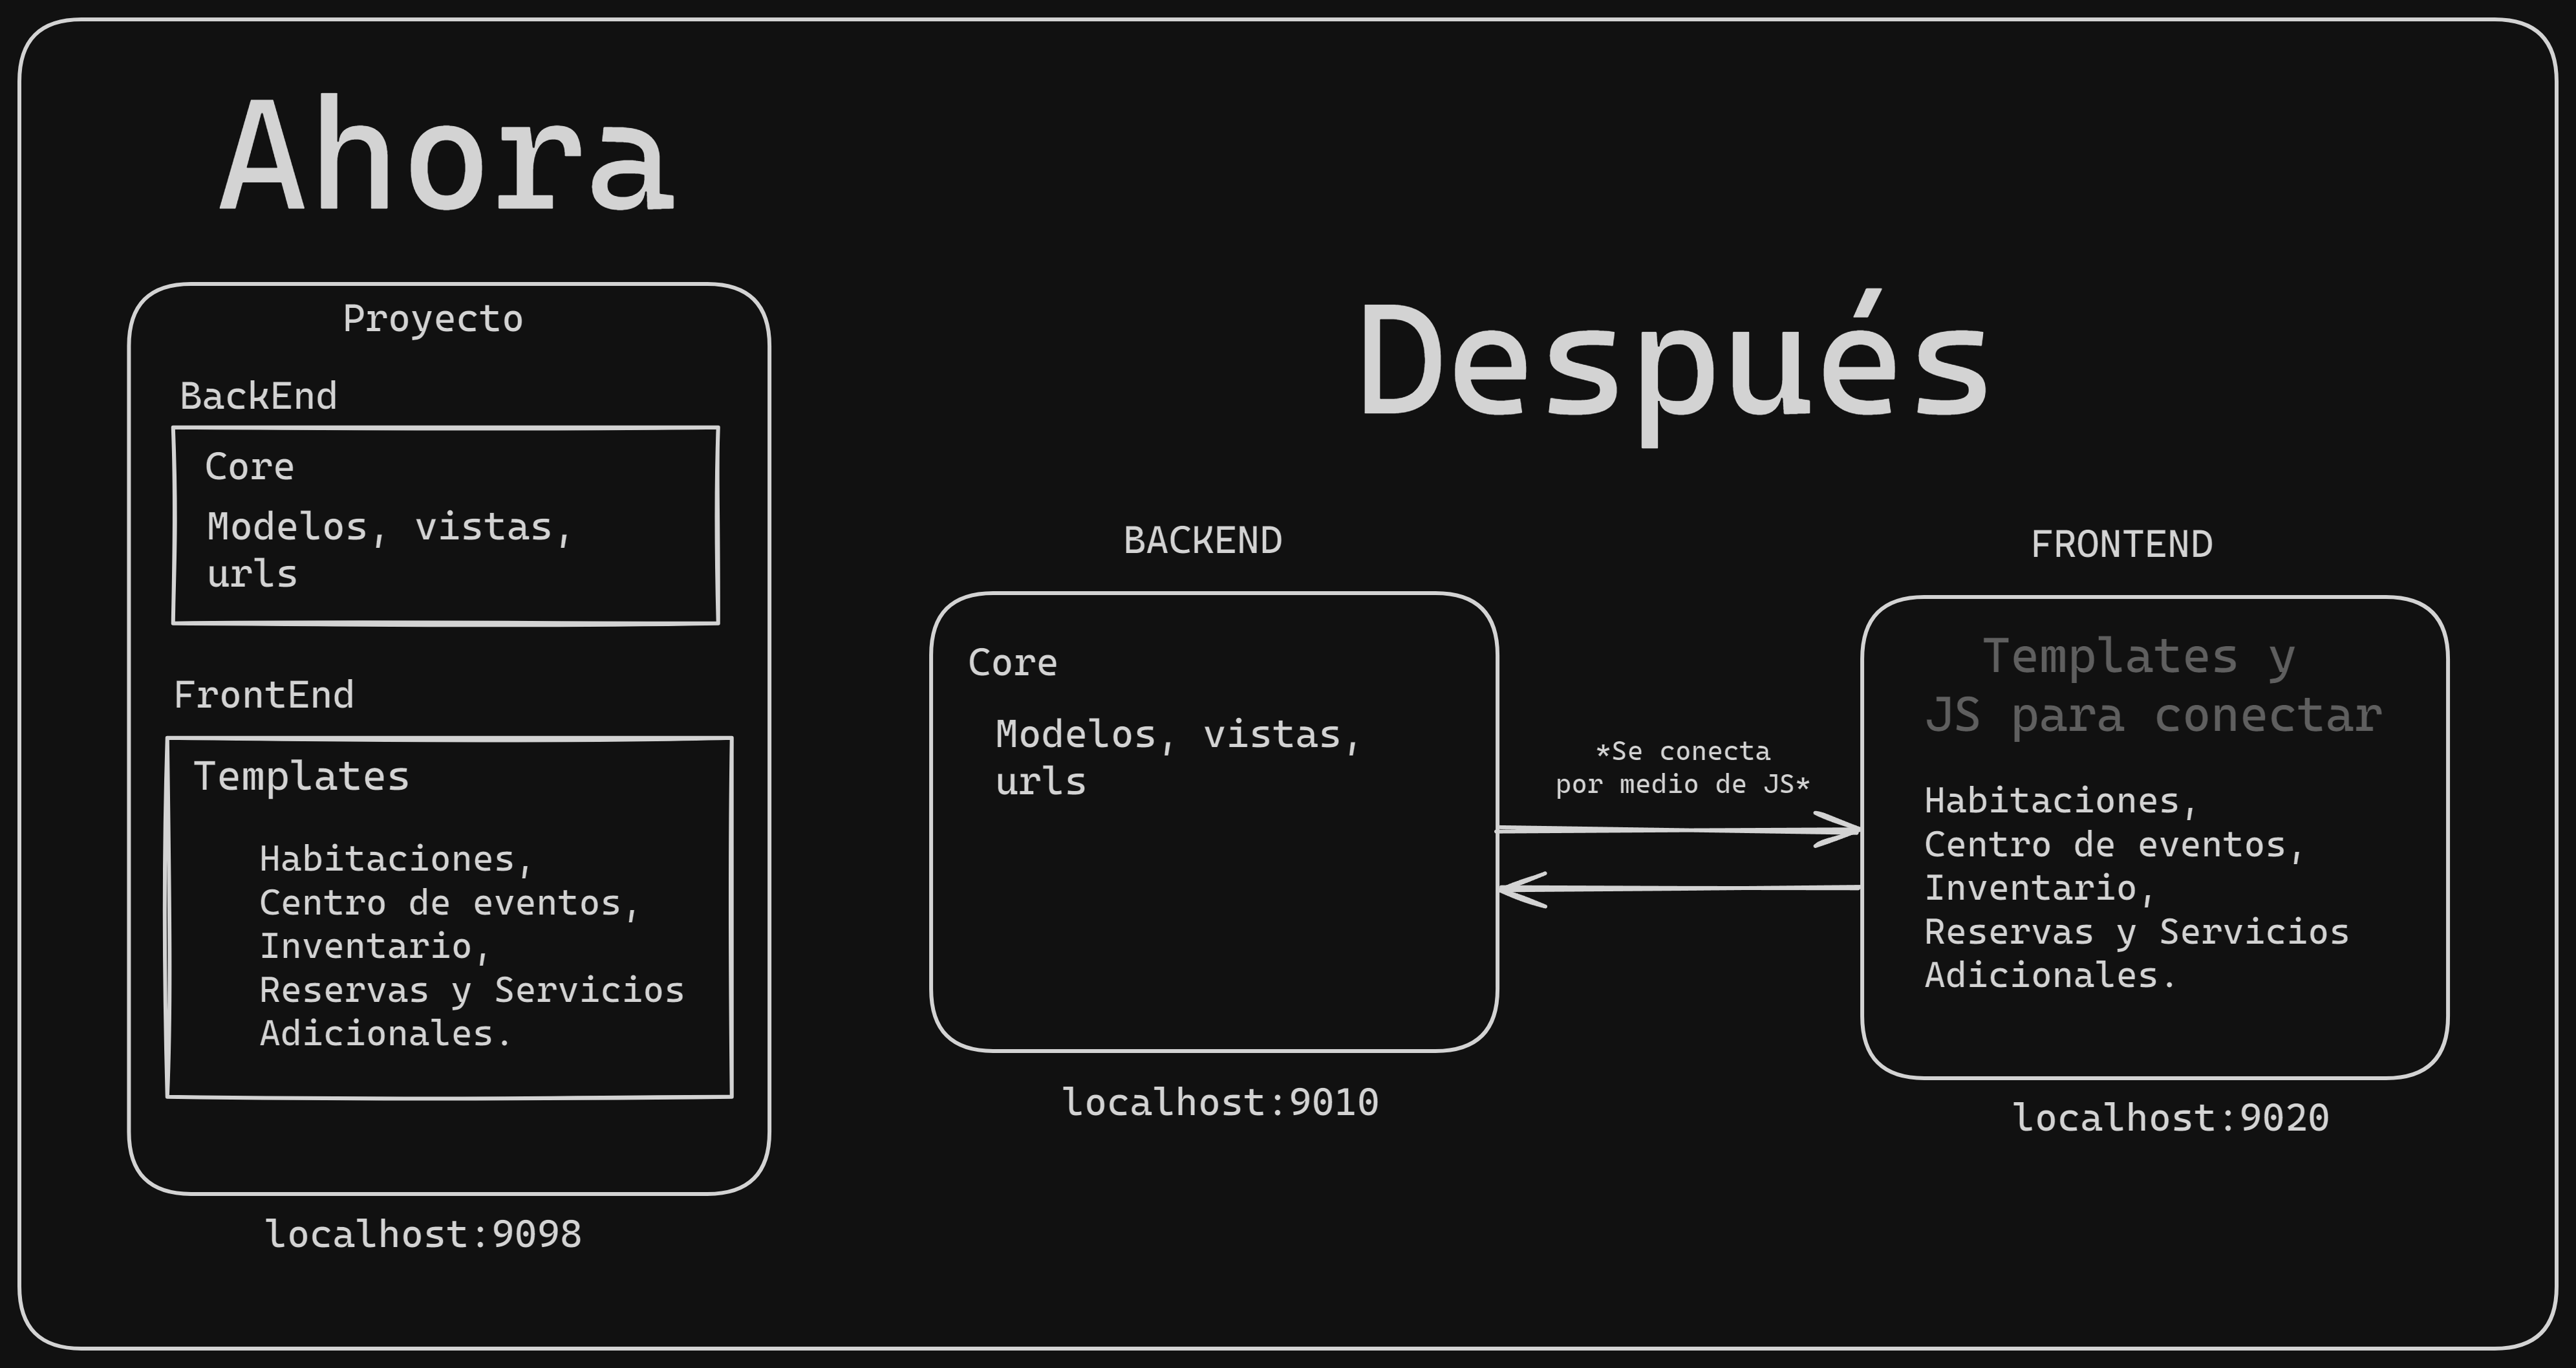 Ahora
Proyecto
BackEnd
Core
Modelos, vistas,
urls
FrontEnd
Templates
Habitaciones,
Centro de eventos,
Inventario,
Reservas y Servicios
Adicionales.
localhost:9098
Después
BACKEND
Core
Modelos, vistas,
urls
localhost:9010
*Se conecta
por medio de JS*
FRONTEND
Templates y
JS para conectar
Habitaciones,
Centro de eventos,
Inventario,
Reservas y Servicios
Adicionales.
localhost:9020